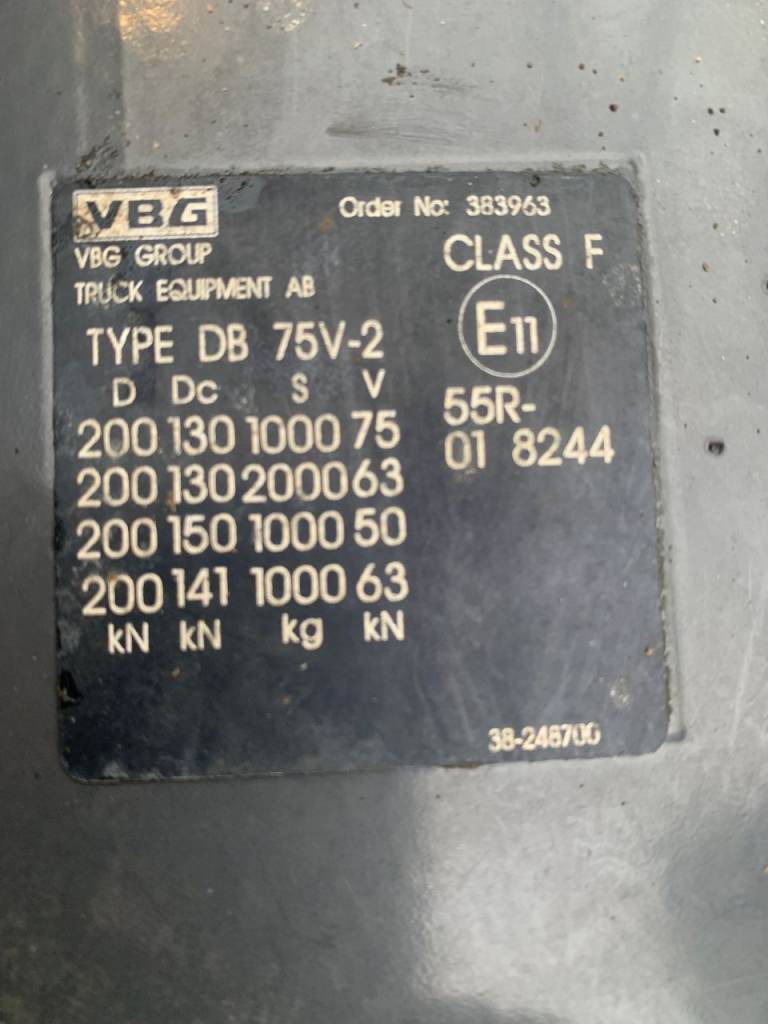 VBG
Order No: 383963
VBG GROUP
TRUCK EQUIPMENT AB
CLASS F
E11
TYPE DB 75V-2
D Dc S V
200 130 1000 75
200 130 2000 63
200 150 1000 50
200 141 1000 63
kN kN kg kN
55R-
01 8244
38-248700